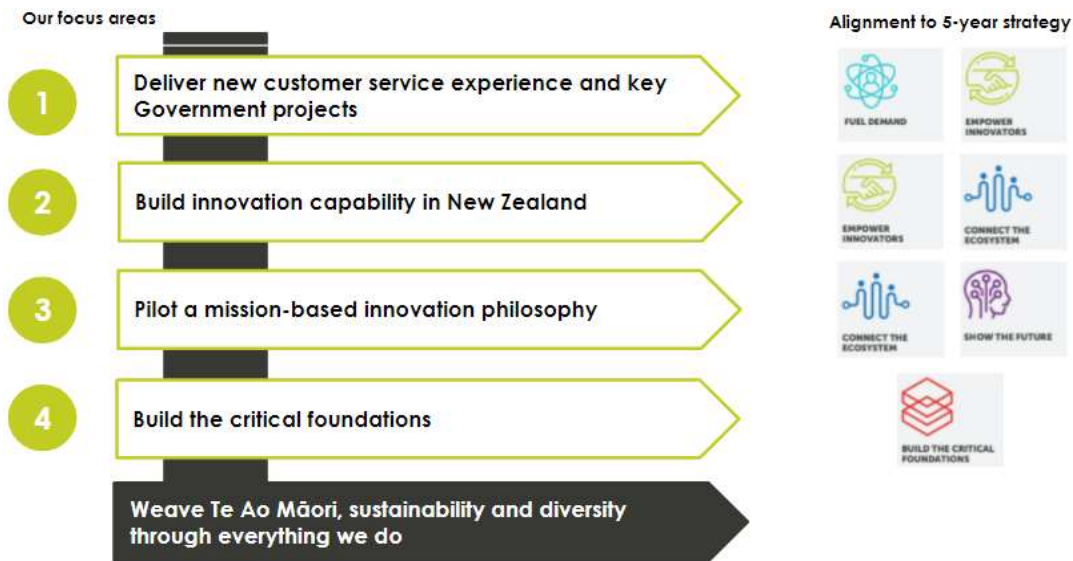 Our focus areas
Alignment to 5-year strategy
1
Deliver new customer service experience and key
Government projects
FUEL DEMAND
EMPOWER
INNOVATORS
2
Build innovation capability in New Zealand
EMPOWER
INNOVATORS
CONNECT THE
ECOSYSTEM
3
Pilot a mission-based innovation philosophy
CONNECT THE
ECOSYSTEM
SHOW THE FUTURE
4
Build the critical foundations
BUILD THE CRITICAL
FOUNDATIONS
Weave Te Ao Māori, sustainability and diversity
through everything we do